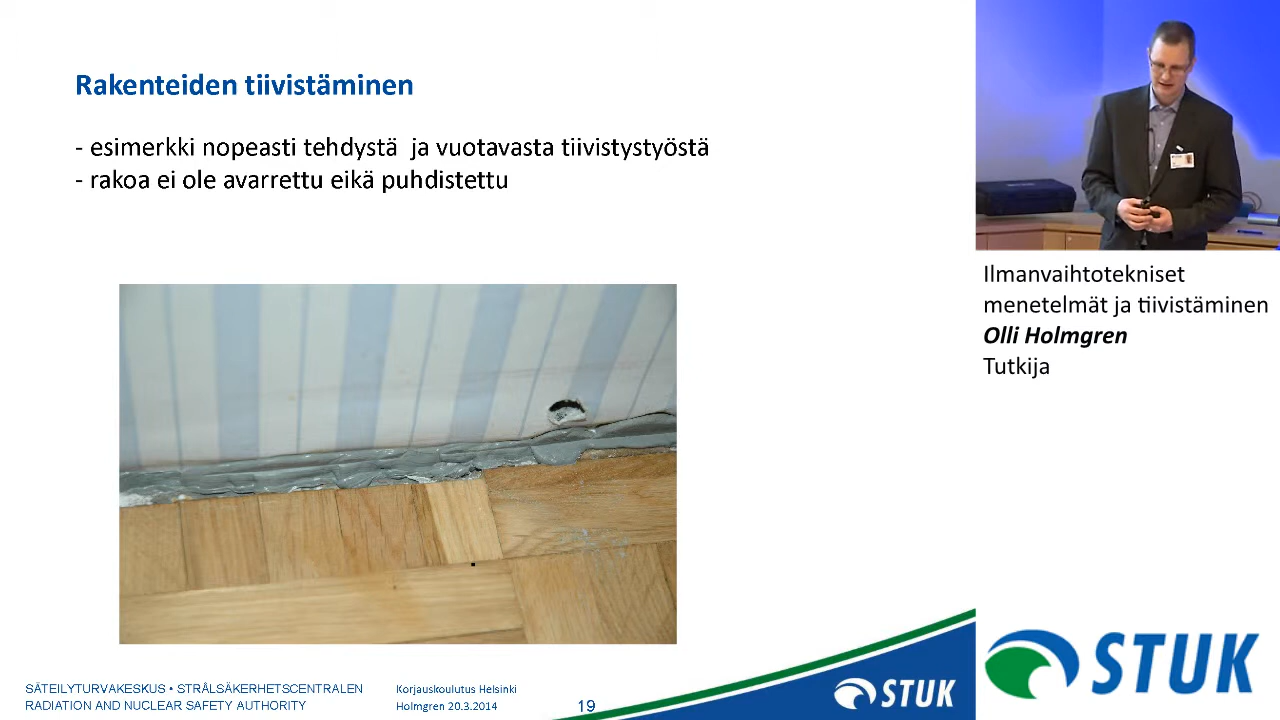 Rakenteiden tiivistäminen
- esimerkki nopeasti tehdystä ja vuotavasta tiivistystyöstä
- rakoa ei ole avarrettu eikä puhdistettu
Ilmanvaihtotekniset
menetelmät ja tiivistäminen
Olli Holmgren
Tutkija
SÄTEILYTURVAKESKUS • STRÅLSÄKERHETSCENTRALEN
RADIATION AND NUCLEAR SAFETY AUTHORITY
Korjauskoulutus Helsinki
Holmgren 20.3.2014
19
STUK
STUK